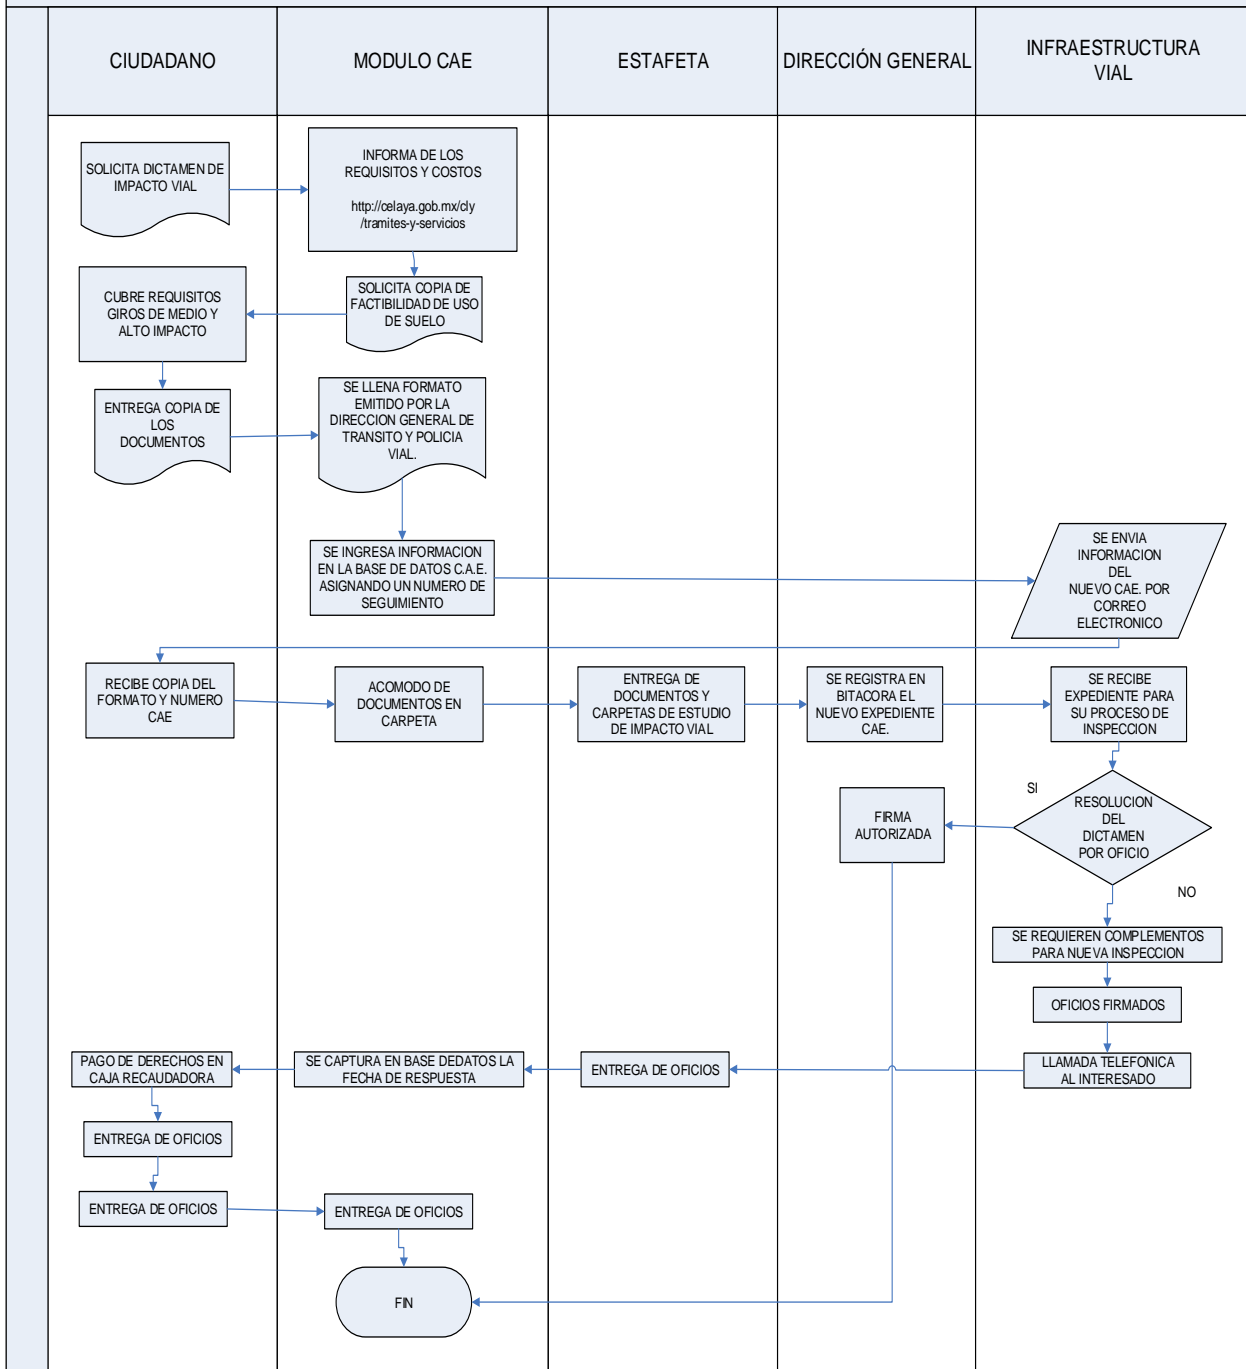 CIUDADANO
MODULO CAE
ESTAFETA
DIRECCIÓN GENERAL
INFRAESTRUCTURA
VIAL
SOLICITA DICTAMEN DE
IMPACTO VIAL
INFORMA DE LOS
REQUISITOS Y COSTOS
http://celaya.gob.mx/cly
/tramites-y-servicios
SOLICITA COPIA DE
FACTIBILIDAD DE USO
DE SUELO
CUBRE REQUISITOS
GIROS DE MEDIO Y
ALTO IMPACTO
ENTREGA COPIA DE
LOS
DOCUMENTOS
SE LLENA FORMATO
EMITIDO POR LA
DIRECCION GENERAL DE
TRANSITO Y POLICIA
VIAL.
SE INGRESA INFORMACION
EN LA BASE DE DATOS C.A.E.
ASIGNANDO UN NUMERO DE
SEGUIMIENTO
SE ENVIA
INFORMACION
DEL
NUEVO CAE. POR
CORREO
ELECTRONICO
RECIBE COPIA DEL
FORMATO Y NUMERO
CAE
ACOMODO DE
DOCUMENTOS EN
CARPETA
ENTREGA DE
DOCUMENTOS Y
CARPETAS DE ESTUDIO
DE IMPACTO VIAL
SE REGISTRA EN
BITACORA EL
NUEVO EXPEDIENTE
CAE.
SE RECIBE
EXPEDIENTE PARA
SU PROCESO DE
INSPECCION
SI
RESOLUCION
DEL
DICTAMEN
POR OFICIO
FIRMA
AUTORIZADA
NO
SE REQUIEREN COMPLEMENTOS
PARA NUEVA INSPECCION
OFICIOS FIRMADOS
LLAMADA TELEFONICA
AL INTERESADO
ENTREGA DE OFICIOS
SE CAPTURA EN BASE DEDATOS LA
FECHA DE RESPUESTA
PAGO DE DERECHOS EN
CAJA RECAUDADORA
ENTREGA DE OFICIOS
ENTREGA DE OFICIOS
ENTREGA DE OFICIOS
FIN